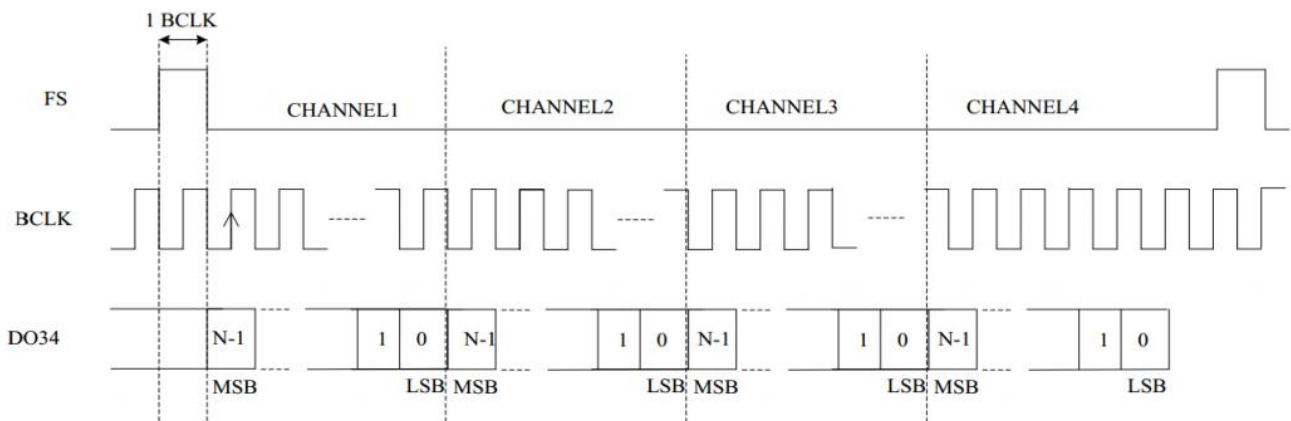 1 BCLK
FS
CHANNEL1 CHANNEL2 CHANNEL3 CHANNEL4
BCLK
DO34
N-1 1 0 N-1 1 0 N-1 1 0 N-1 1 0
MSB LSB MSB LSB MSB LSB MSB LSB